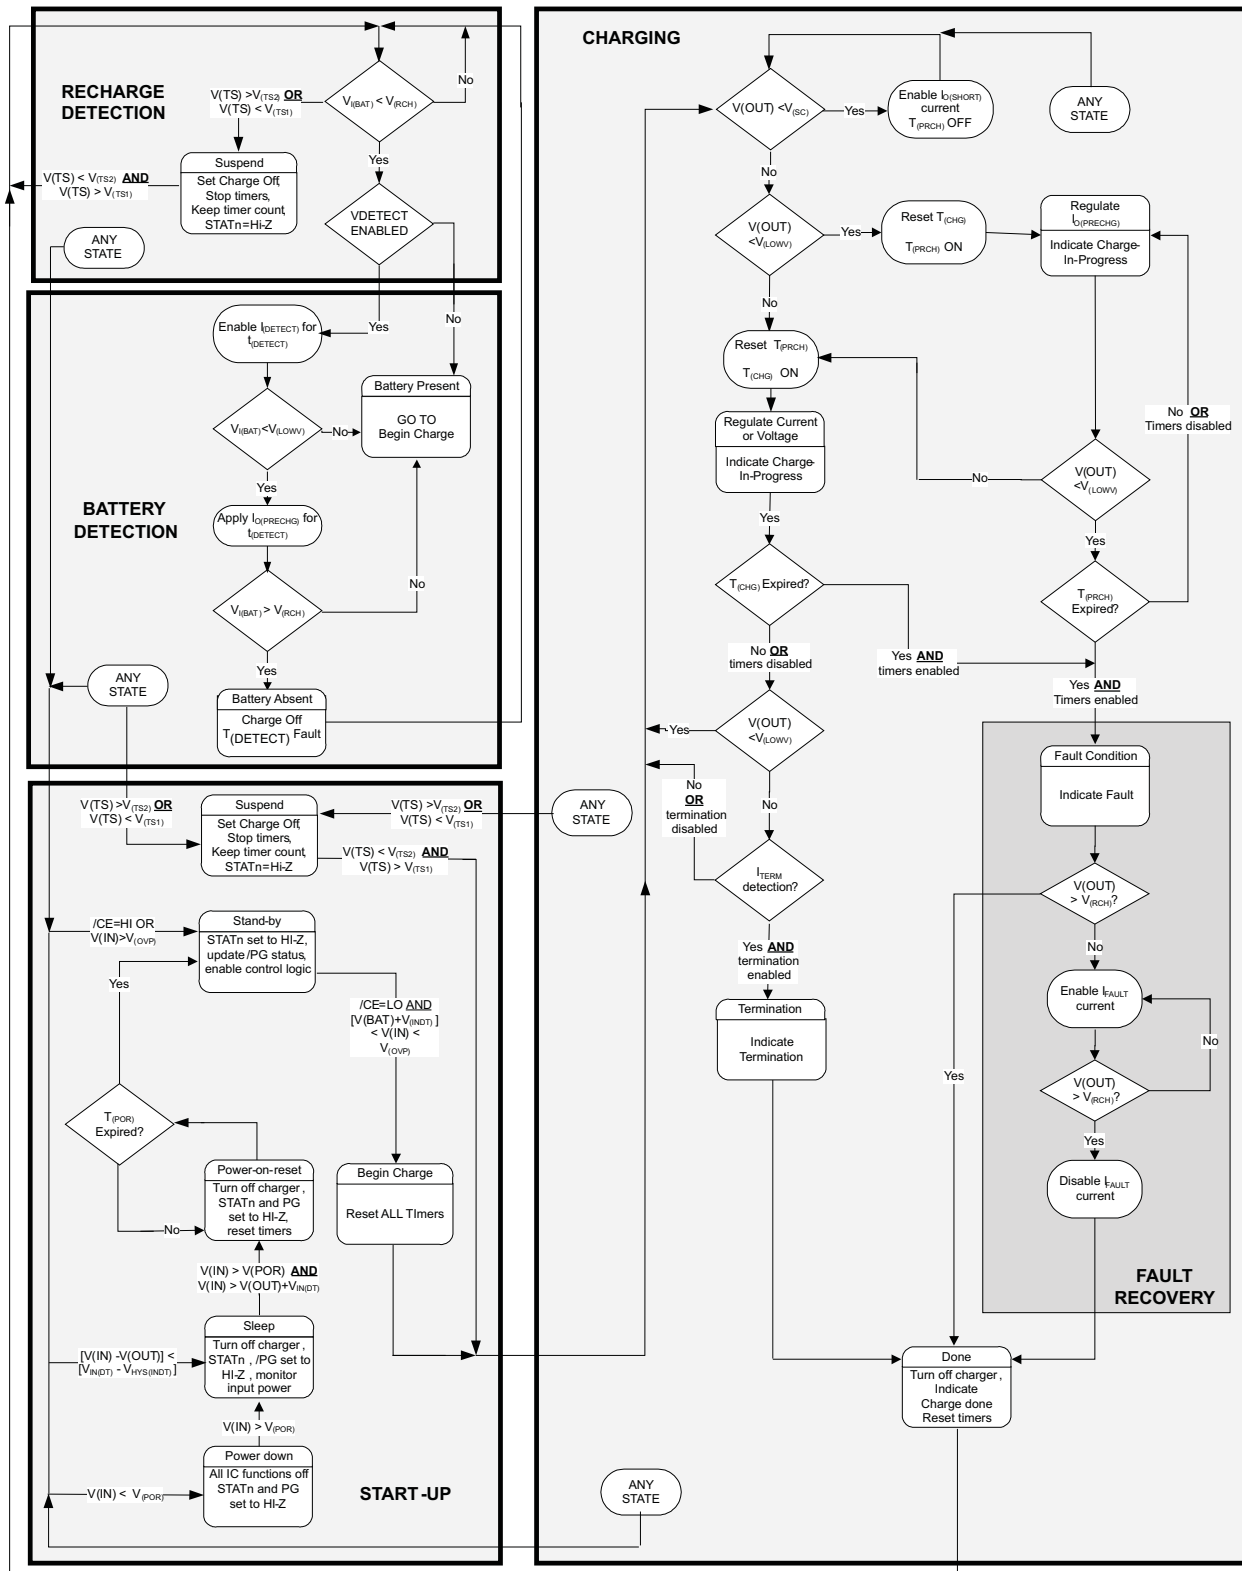 RECHARGE
DETECTION
V(TS) >V(TS2) OR
V(TS) < V(TS1)
VI(BAT) < V(RCH)
No
Yes
Suspend
Set Charge Off,
Stop timers,
Keep timer count,
STATn=Hi-Z
V(TS) < V(TS2) AND
V(TS) > V(TS1)
VDETECT
ENABLED
ANY
STATE
Yes
No
BATTERY
DETECTION
Enable I(DETECT) for
t(DETECT)
Battery Present
GO TO
Begin Charge
VI(BAT)<V(LOWV)
No
Yes
Apply IO(PRECHG) for
t(DETECT)
No
VI(BAT) > V(RCH)
Yes
ANY
STATE
Battery Absent
Charge Off
T(DETECT) Fault
START-UP
V(TS) >V(TS2) OR
V(TS) < V(TS1)
Suspend
Set Charge Off,
Stop timers,
Keep timer count,
STATn=Hi-Z
V(TS) >V(TS2) OR
V(TS) < V(TS1)
V(TS) < V(TS2) AND
V(TS) > V(TS1)
ANY
STATE
/CE=HI OR
V(IN)>V(OVP)
Stand-by
STATn set to HI-Z,
update /PG status,
enable control logic
Yes
/CE=LO AND
[V(BAT)+V(INDT) ]
< V(IN) <
V(OVP)
T(POR)
Expired?
No
Power-on-reset
Turn off charger ,
STATn and PG
set to HI-Z,
reset timers
Begin Charge
Reset ALL TImers
V(IN) > V(POR) AND
V(IN) > V(OUT)+VIN(DT)
[V(IN) -V(OUT)] <
[VIN(DT) - VHYS(INDT)]
Sleep
Turn off charger ,
STATn , /PG set to
HI-Z , monitor
input power
V(IN) > V(POR)
V(IN) < V(POR)
Power down
All IC functions off
STATn and PG
set to HI-Z
CHARGING
V(OUT) <V(SC)
Yes
Enable IO(SHORT)
current
T(PRCH) OFF
ANY
STATE
No
V(OUT)
<V(LOWV)
Yes
Reset T(CHG)
T(PRCH) ON
Regulate
IO(PRECHG)
Indicate Charge-
In-Progress
No
Reset T(PRCH)
T(CHG) ON
Regulate Current
or Voltage
Indicate Charge-
In-Progress
No OR
Timers disabled
No
V(OUT)
<V(LOWV)
Yes
Yes
T(CHG) Expired?
T(PRCH)
Expired?
No OR
timers disabled
Yes AND
timers enabled
Yes AND
Timers enabled
Yes
V(OUT)
<V(LOWV)
No
OR
termination
disabled
No
ITERM
detection?
Yes AND
termination
enabled
Termination
Indicate
Termination
Fault Condition
Indicate Fault
V(OUT)
> V(RCH)?
No
Enable IFAULT
current
No
Yes
V(OUT)
> V(RCH)?
Yes
Disable IFAULT
current
FAULT
RECOVERY
Done
Turn off charger ,
Indicate
Charge done
Reset timers
ANY
STATE